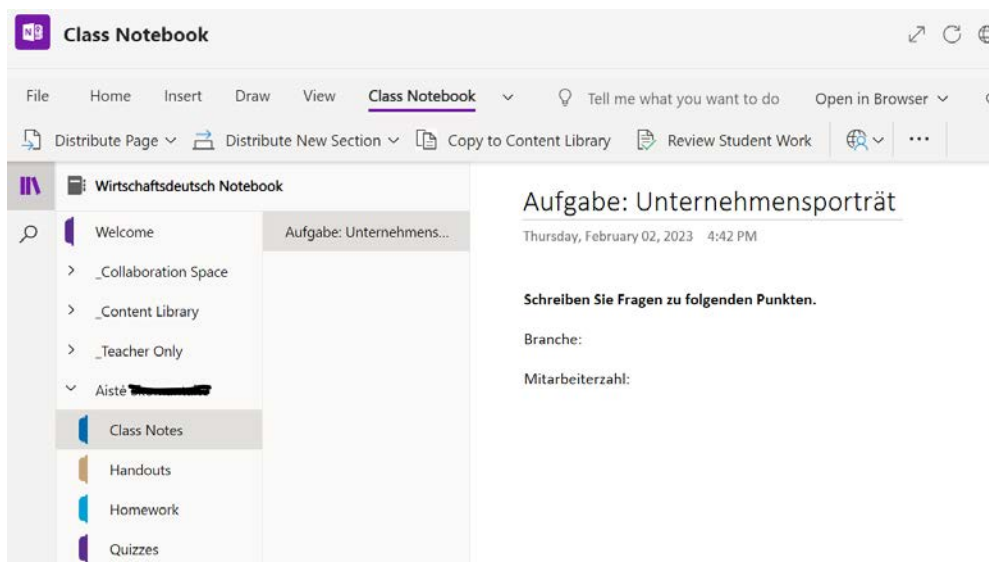 Class Notebook
File Home Insert Draw View Class Notebook Tell me what you want to do Open in Browser
Distribute Page Distribute New Section Copy to Content Library Review Student Work
Wirtschaftsdeutsch Notebook
Welcome
_Collaboration Space
_Content Library
_Teacher Only
Aistė
Class Notes
Handouts
Homework
Quizzes
Aufgabe: Unternehmens...
Aufgabe: Unternehmensporträt
Thursday, February 02, 2023 4:42 PM
Schreiben Sie Fragen zu folgenden Punkten.
Branche:
Mitarbeiterzahl: